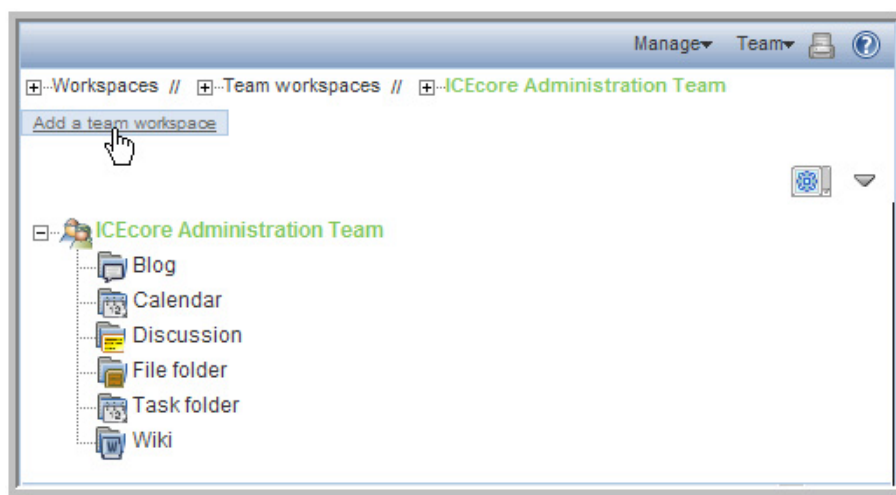 Manage▾ Team▾
Workspaces // Team workspaces // ICEcore Administration Team
Add a team workspace
ICEcore Administration Team
Blog
Calendar
Discussion
File folder
Task folder
Wiki